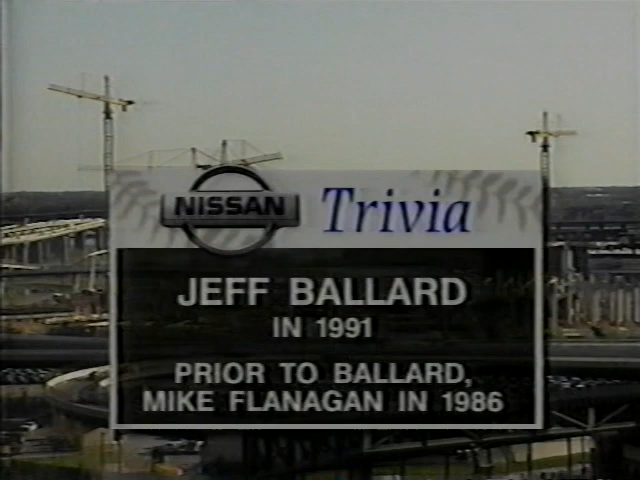 NISSAN Trivia
JEFF BALLARD
IN 1991
PRIOR TO BALLARD,
MIKE FLANAGAN IN 1986